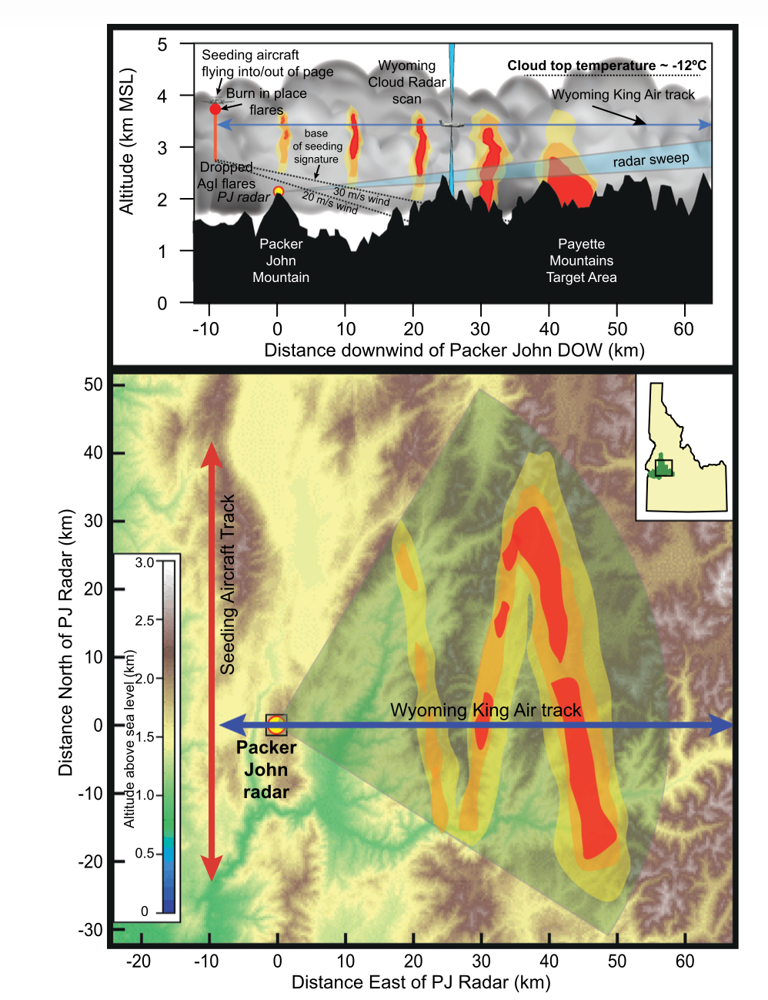 5
4
3
2
1
0
Altitude (km MSL)
Seeding aircraft
flying into/out of page
Burn in place
flares
Wyoming
Cloud Radar
scan
Cloud top temperature ~ -12ºC
Wyoming King Air track
base
of seeding
signature
radar sweep
Dropped
AgI flares
PJ radar
30 m/s wind
20 m/s wind
Packer
John
Mountain
Payette
Mountains
Target Area
-10
0
10
20
30
40
50
60
Distance downwind of Packer John DOW (km)
50
40
30
20
10
0
-10
-20
-30
Distance North of PJ Radar (km)
Seeding Aircraft Track
3.0
2.5
2.0
1.5
1.0
0.5
0
Altitude above sea level (km)
Wyoming King Air track
Packer
John
radar
-20
-10
0
10
20
30
40
50
60
Distance East of PJ Radar (km)